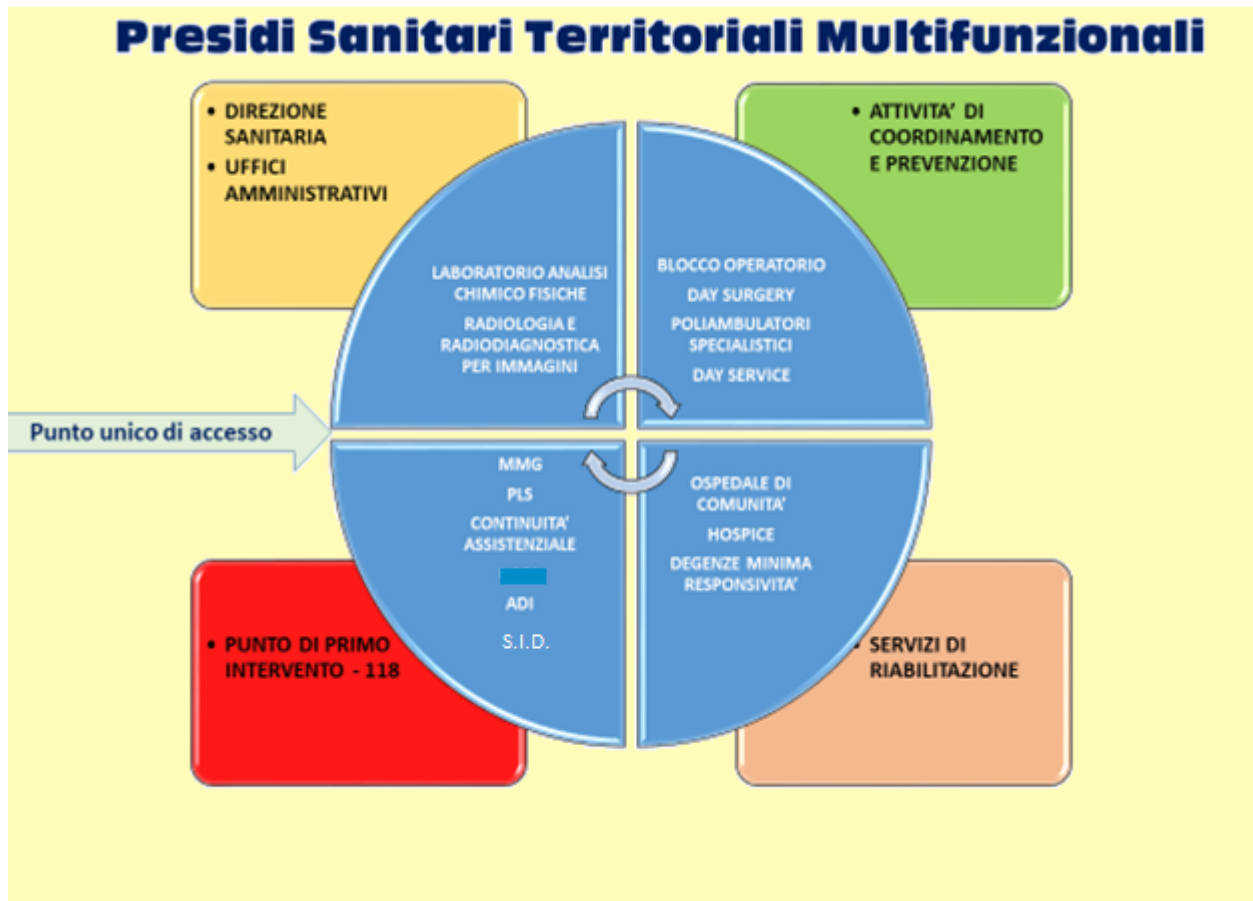 Presidi Sanitari Territoriali Multifunzionali
• DIREZIONE
SANITARIA
• UFFICI
AMMINISTRATIVI
• ATTIVITA' DI
COORDINAMENTO
E PREVENZIONE
LABORATORIO ANALISI
CHIMICO FISICHE
RADIOLOGIA E
RADIODIAGNOSTICA
PER IMMAGINI
BLOCCO OPERATORIO
DAY SURGERY
POLIAMBULATORI
SPECIALISTICI
DAY SERVICE
Punto unico di accesso
MMG
PLS
CONTINUITA'
ASSISTENZIALE
ADI
S.I.D.
OSPEDALE DI
COMUNITA'
HOSPICE
DEGENZE MINIMA
RESPONSIVITA'
• PUNTO DI PRIMO
INTERVENTO - 118
• SERVIZI DI
RIABILITAZIONE